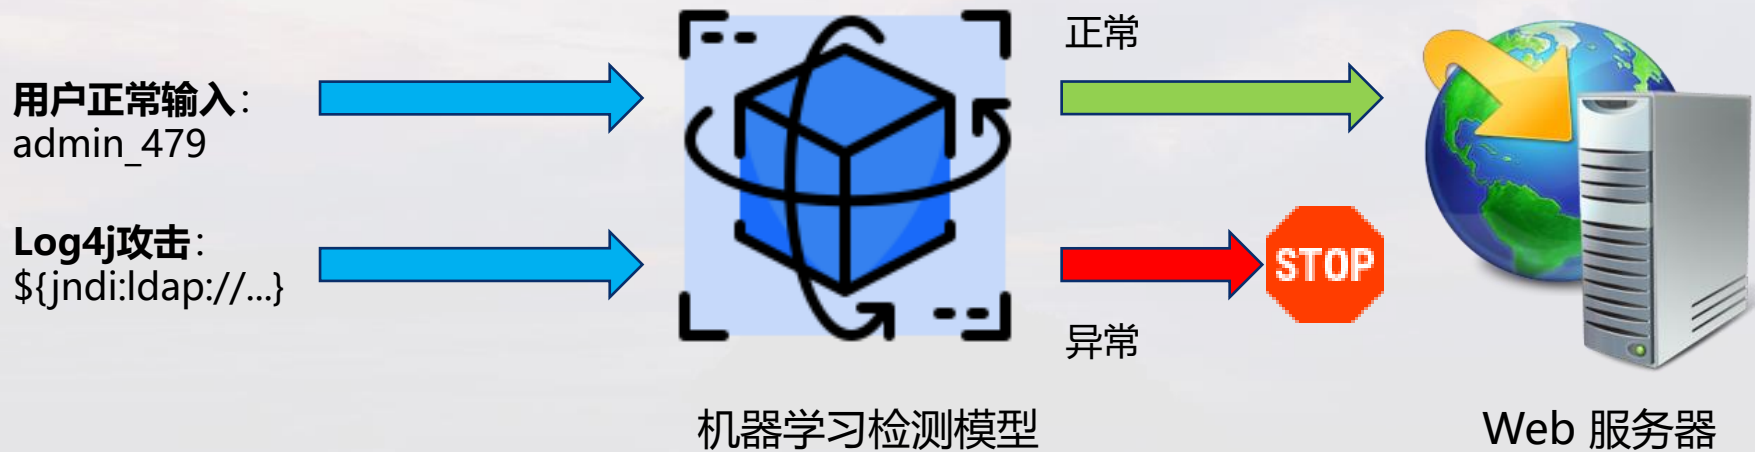 用户正常输入：
admin_479
Log4j攻击：
${jndi:ldap://...}
正常
STOP
异常
机器学习检测模型
Web 服务器